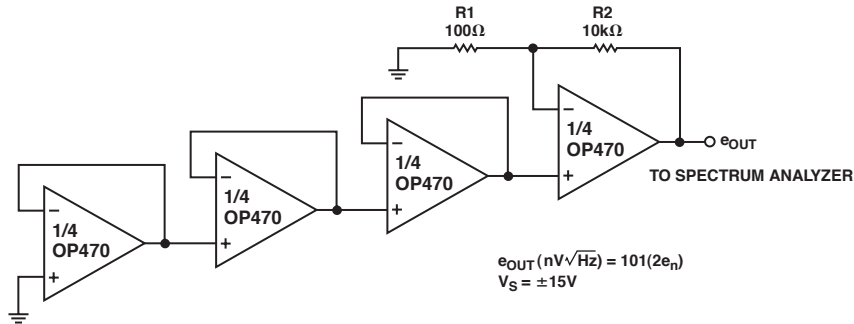 R1
100Ω
R2
10kΩ
−
1/4
OP470
+
eOUT
TO SPECTRUM ANALYZER
−
1/4
OP470
+
−
1/4
OP470
+
−
1/4
OP470
+
eOUT(nV√Hz) = 101(2en)
VS = ±15V